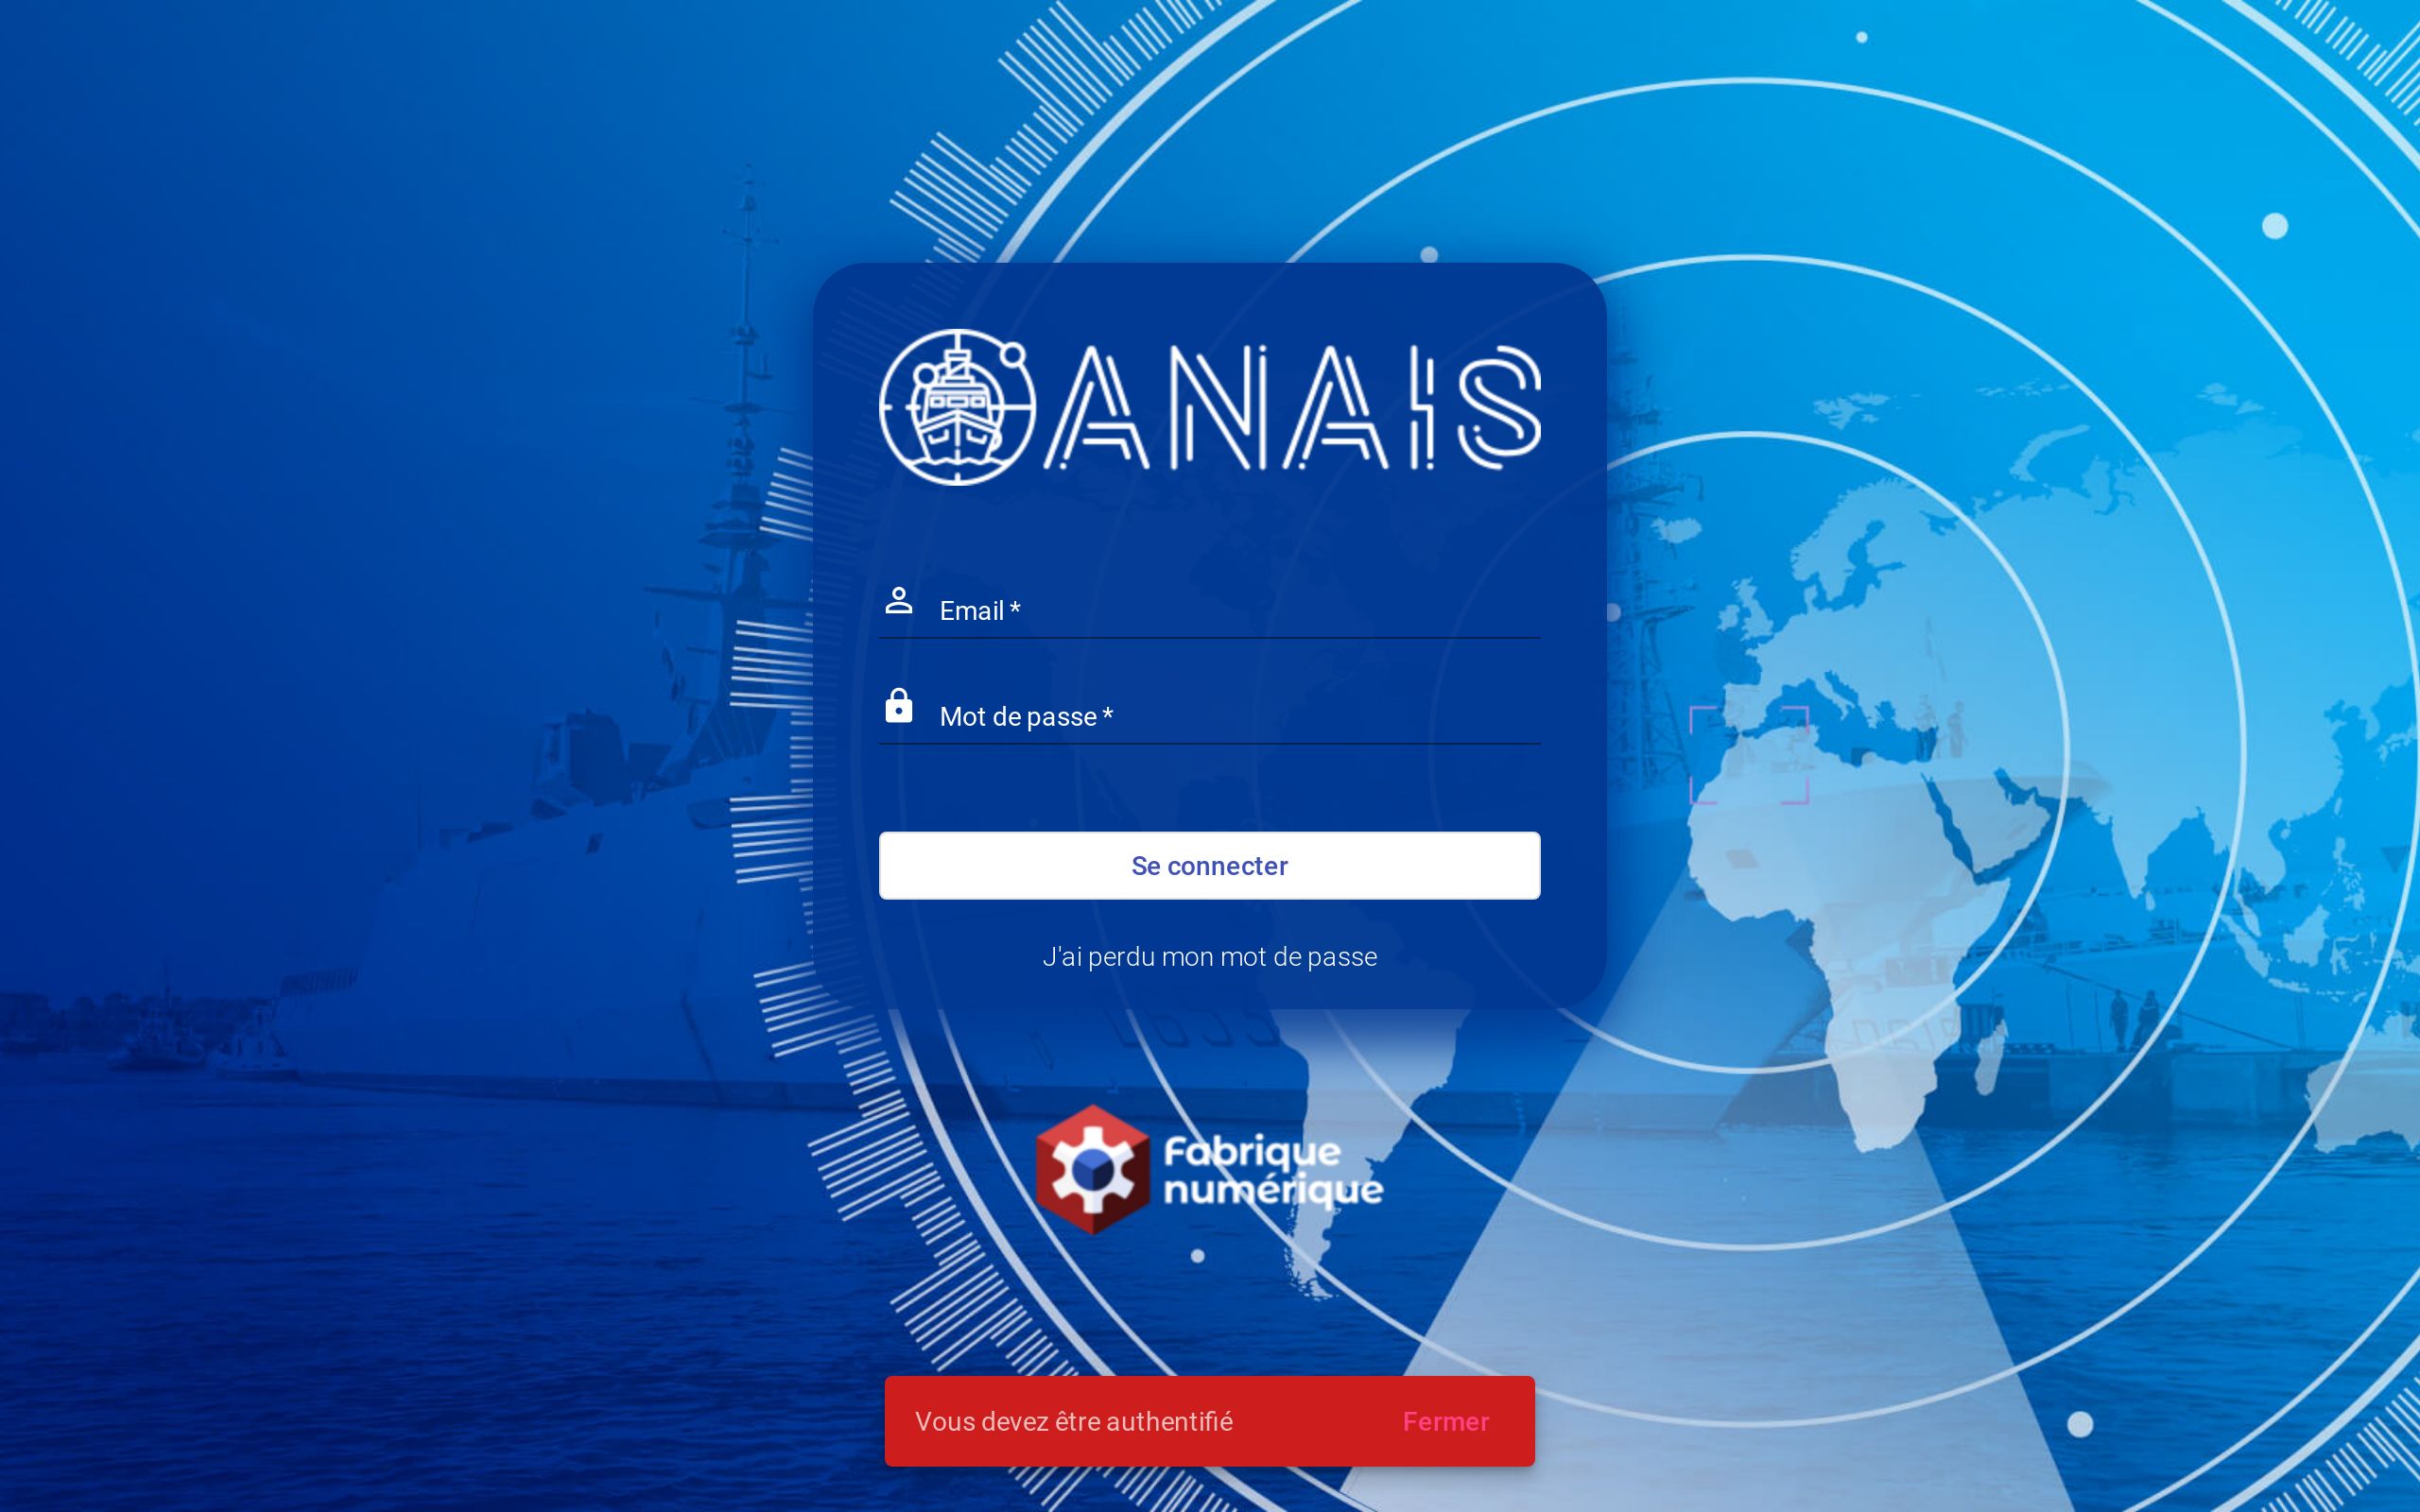 ANAIS
Email *
Mot de passe *
Se connecter
J'ai perdu mon mot de passe
Fabrique
numérique
Vous devez être authentifié Fermer